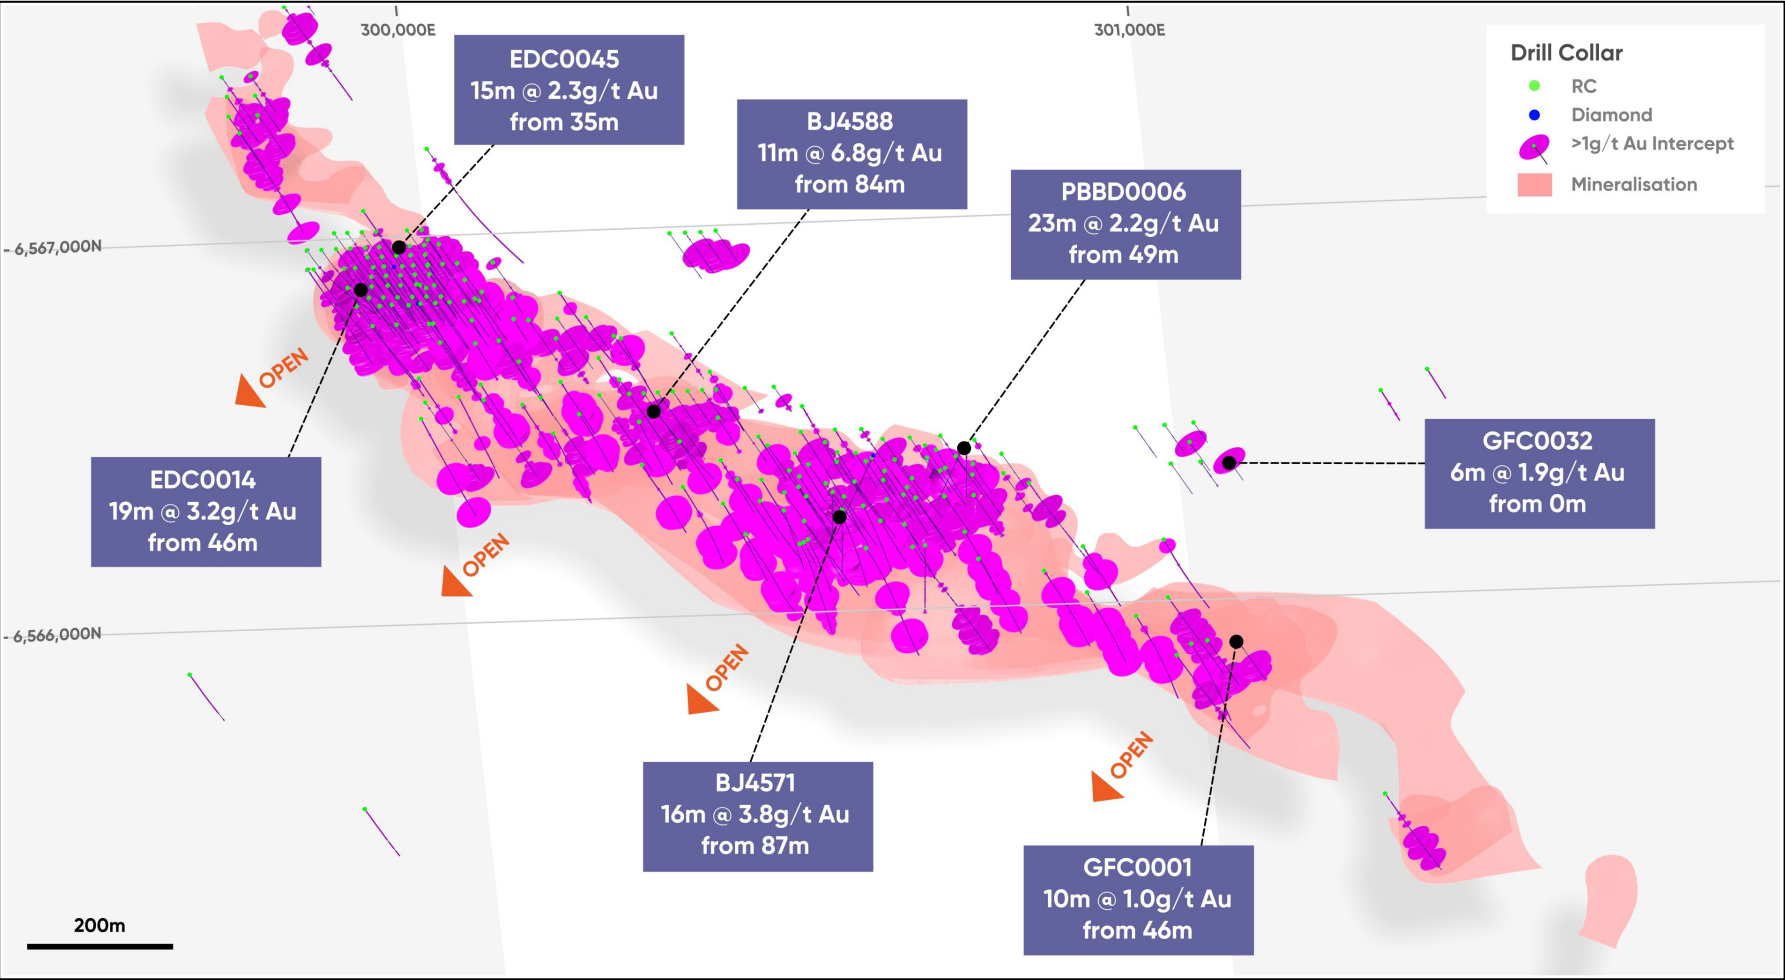 300,000E
301,000E
EDC0045
15m @ 2.3g/t Au
from 35m
BJ4588
11m @ 6.8g/t Au
from 84m
PBBD0006
23m @ 2.2g/t Au
from 49m
Drill Collar
RC
Diamond
>1g/t Au Intercept
Mineralisation
6,567,000N
OPEN
EDC0014
19m @ 3.2g/t Au
from 46m
GFC0032
6m @ 1.9g/t Au
from 0m
OPEN
6,566,000N
OPEN
OPEN
BJ4571
16m @ 3.8g/t Au
from 87m
GFC0001
10m @ 1.0g/t Au
from 46m
200m